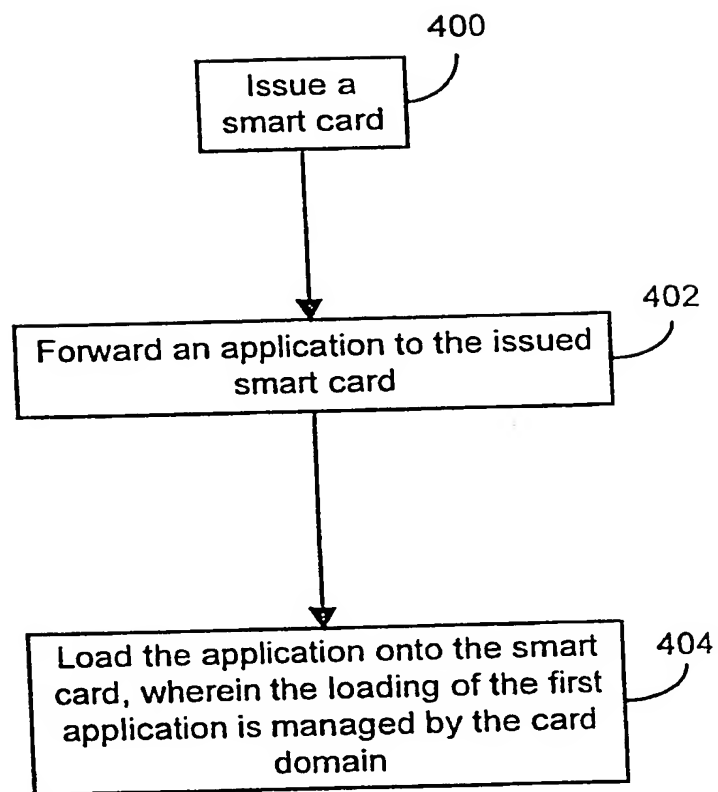 400
Issue a
smart card
402
Forward an application to the issued
smart card
404
Load the application onto the smart
card, wherein the loading of the first
application is managed by the card
domain